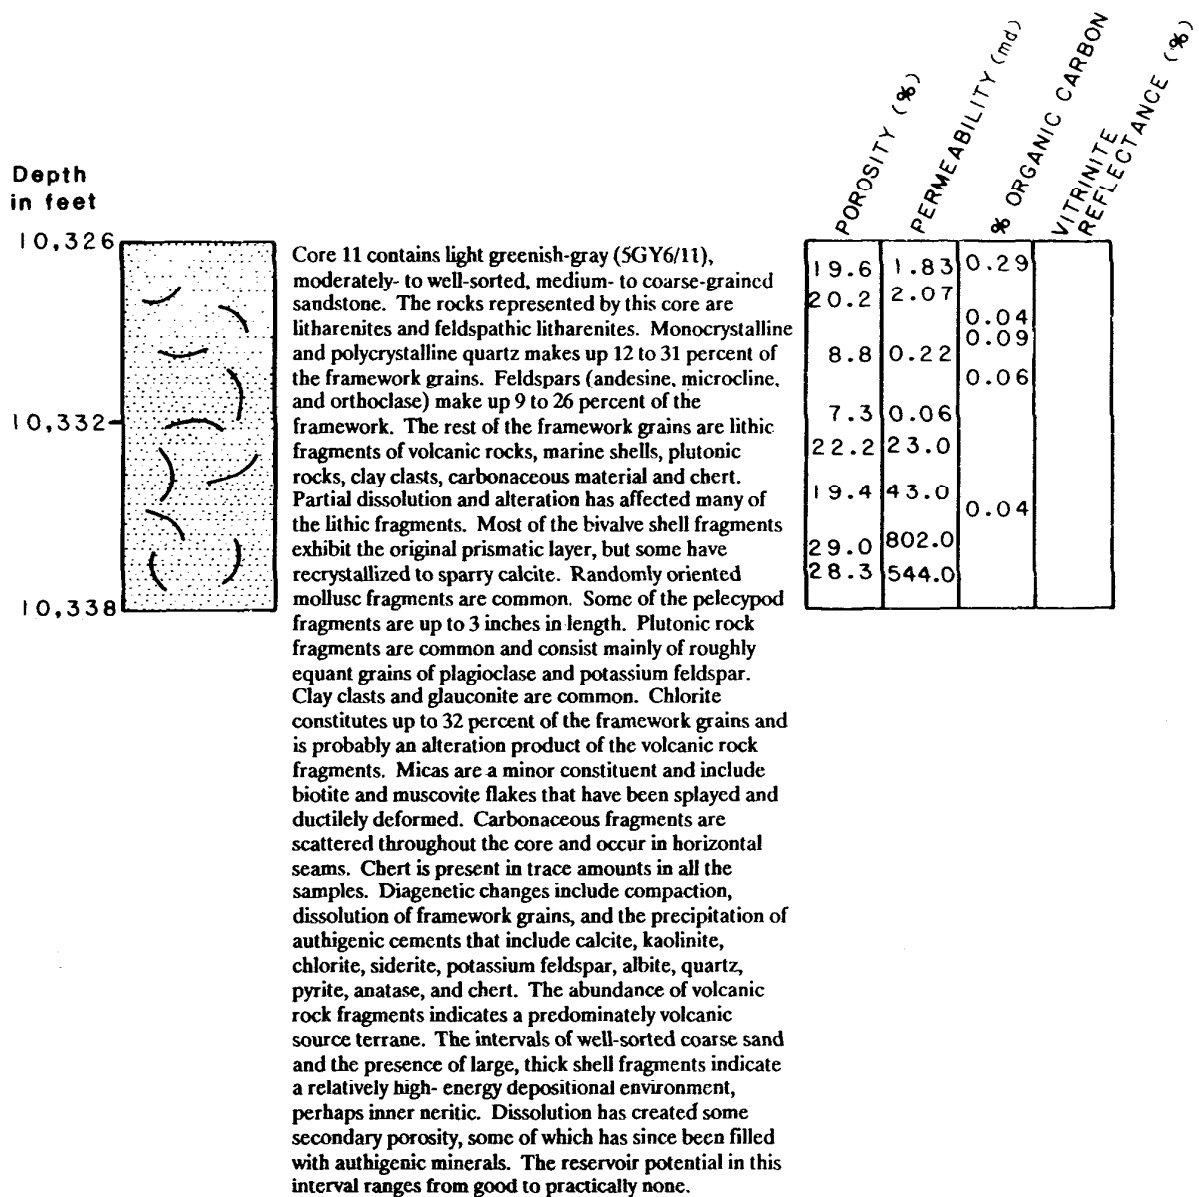 POROSITY (%)
PERMEABILITY (md)
% ORGANIC CARBON
VITRINITE
REFLECTANCE (%)
Depth
in feet
10,326
10,332
10,338
Core 11 contains light greenish-gray (5GY6/11),
moderately- to well-sorted, medium- to coarse-grained
sandstone. The rocks represented by this core are
litharenites and feldspathic litharenites. Monocrystalline
and polycrystalline quartz makes up 12 to 31 percent of
the framework grains. Feldspars (andesine, microcline,
and orthoclase) make up 9 to 26 percent of the
framework. The rest of the framework grains are lithic
fragments of volcanic rocks, marine shells, plutonic
rocks, clay clasts, carbonaceous material and chert.
Partial dissolution and alteration has affected many of
the lithic fragments. Most of the bivalve shell fragments
exhibit the original prismatic layer, but some have
recrystallized to sparry calcite. Randomly oriented
mollusc fragments are common. Some of the pelecypod
fragments are up to 3 inches in length. Plutonic rock
fragments are common and consist mainly of roughly
equant grains of plagioclase and potassium feldspar.
Clay clasts and glauconite are common. Chlorite
constitutes up to 32 percent of the framework grains and
is probably an alteration product of the volcanic rock
fragments. Micas are a minor constituent and include
biotite and muscovite flakes that have been splayed and
ductilely deformed. Carbonaceous fragments are
scattered throughout the core and occur in horizontal
seams. Chert is present in trace amounts in all the
samples. Diagenetic changes include compaction,
dissolution of framework grains, and the precipitation of
authigenic cements that include calcite, kaolinite,
chlorite, siderite, potassium feldspar, albite, quartz,
pyrite, anatase, and chert. The abundance of volcanic
rock fragments indicates a predominately volcanic
source terrane. The intervals of well-sorted coarse sand
and the presence of large, thick shell fragments indicate
a relatively high- energy depositional environment,
perhaps inner neritic. Dissolution has created some
secondary porosity, some of which has since been filled
with authigenic minerals. The reservoir potential in this
interval ranges from good to practically none.
19.6 1.83 0.29
20.2 2.07
0.04
0.09
8.8 0.22
0.06
7.3 0.06
22.2 23.0
19.4 43.0
0.04
29.0 802.0
28.3 544.0